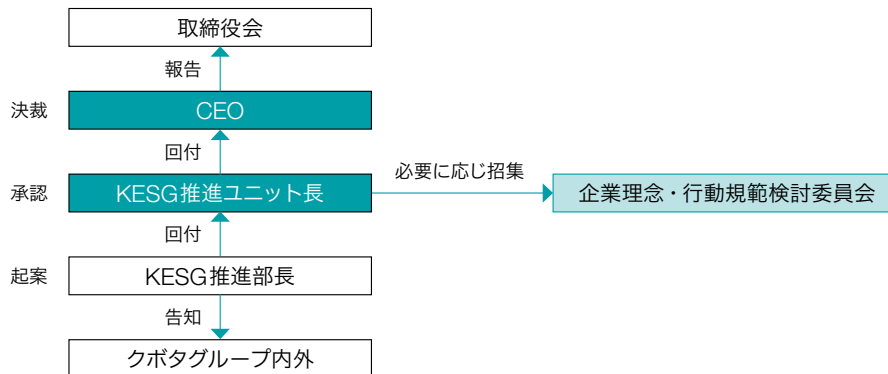 取締役会
報告
決裁
CEO
回付
必要に応じ招集
承認
KESG推進ユニット長
企業理念・行動規範検討委員会
回付
起案
KESG推進部長
告知
クボタグループ内外